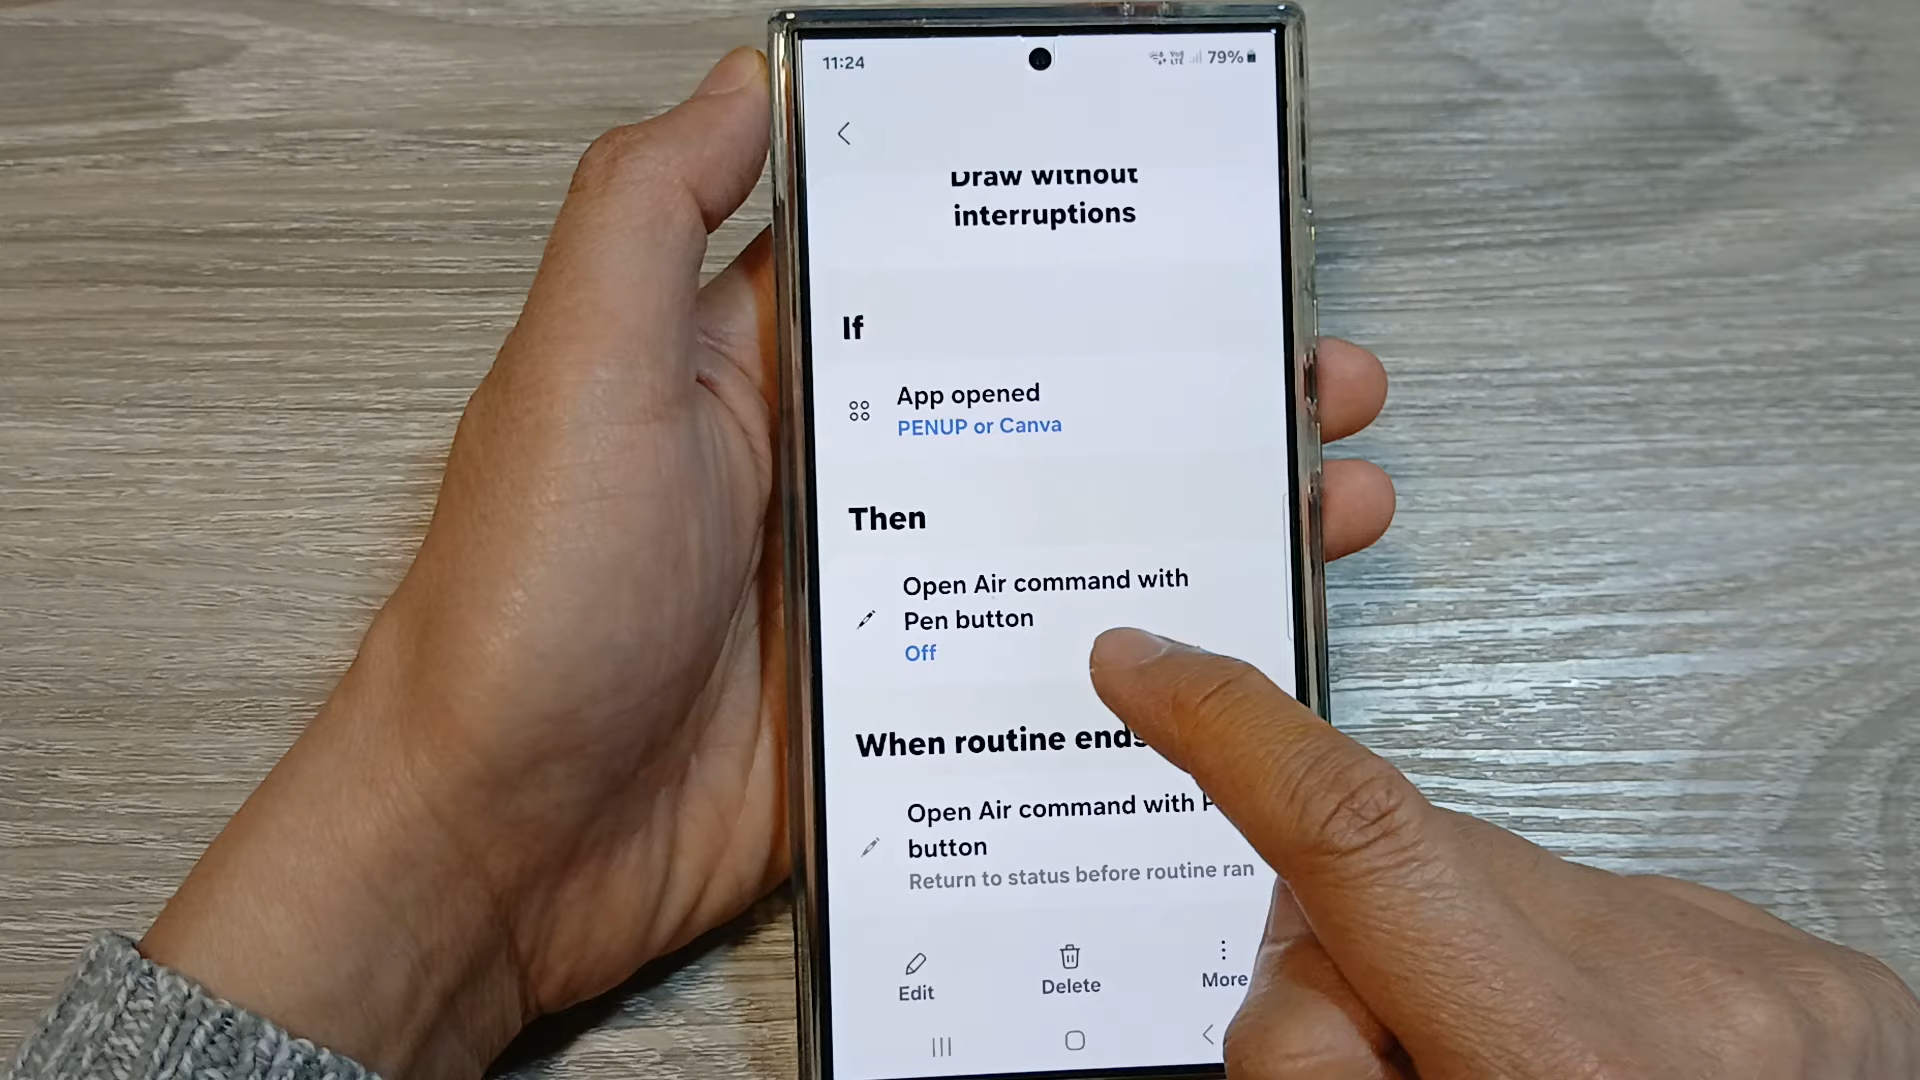 11:24
79%
Draw without
interruptions
If
App opened
PENUP or Canva
Then
Open Air command with
Pen button
Off
When routine ends
Open Air command with
button
Return to status before routine ran
Edit
Delete
More